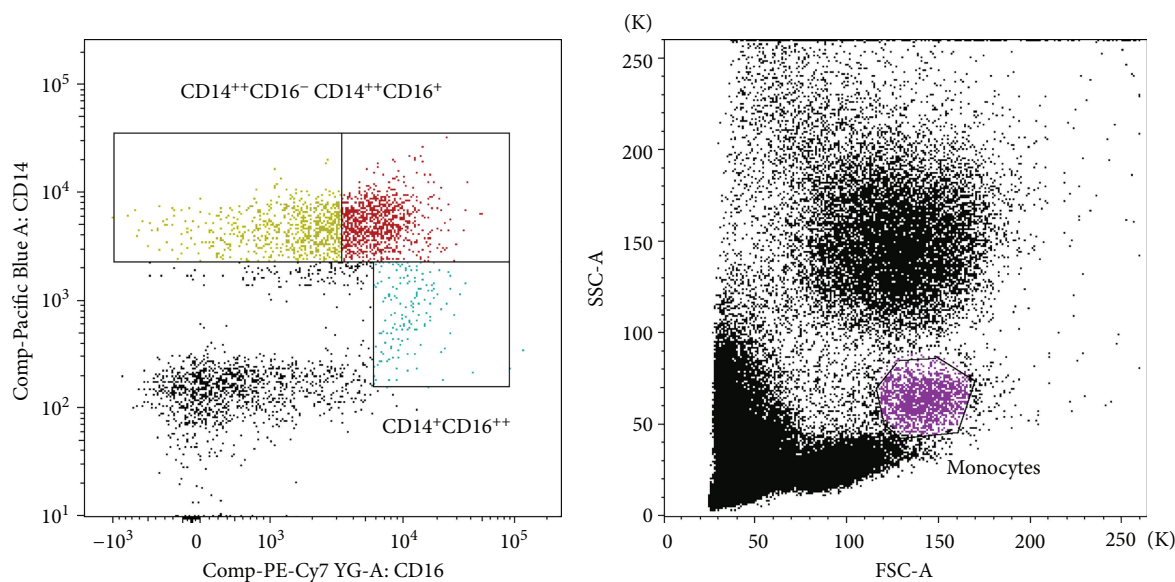 CD14⁺⁺CD16⁻ CD14⁺⁺CD16⁺
CD14⁺CD16⁺⁺
10⁵
10⁴
10³
10²
10¹
−10³ 0 10³ 10⁴ 10⁵
Comp-Pacific Blue A: CD14
Comp-PE-Cy7 YG-A: CD16
(K)
250
200
150
100
50
0
SSC-A
Monocytes
0 50 100 150 200 250 (K)
FSC-A